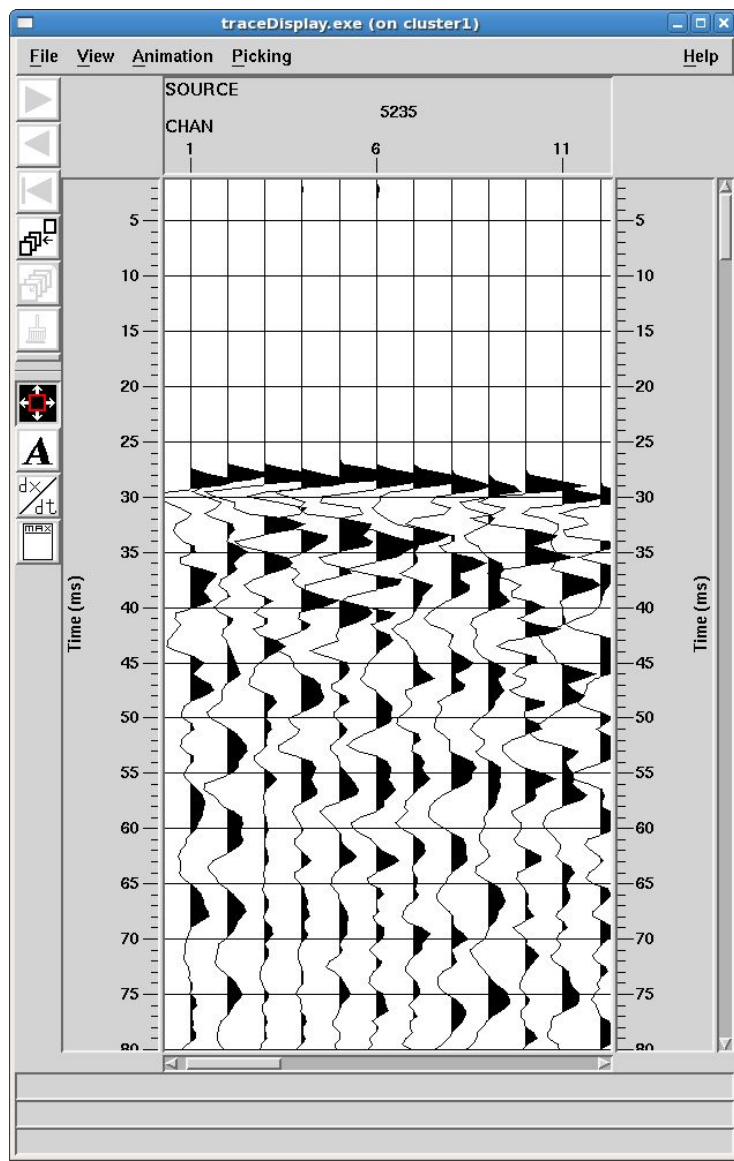 traceDisplay.exe (on cluster1)
File View Animation Picking Help
SOURCE
5235
CHAN
1 6 11
5 5
10 10
15 15
20 20
25 25
30 30
35 35
40 40
45 45
50 50
55 55
60 60
65 65
70 70
75 75
80 80
Time (ms) Time (ms)
A
dx/dt
max